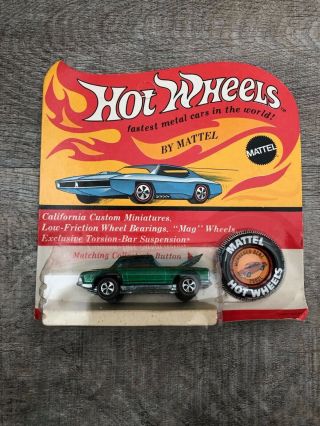 HOT WHEELS
fastest metal cars in the world!
BY MATTEL
MATTEL
California Custom Miniatures,
Low-Friction Wheel Bearings, "Mag" Wheels
Exclusive Torsion-Bar Suspension
Matching Collector's Button
MATTEL
HOT WHEELS